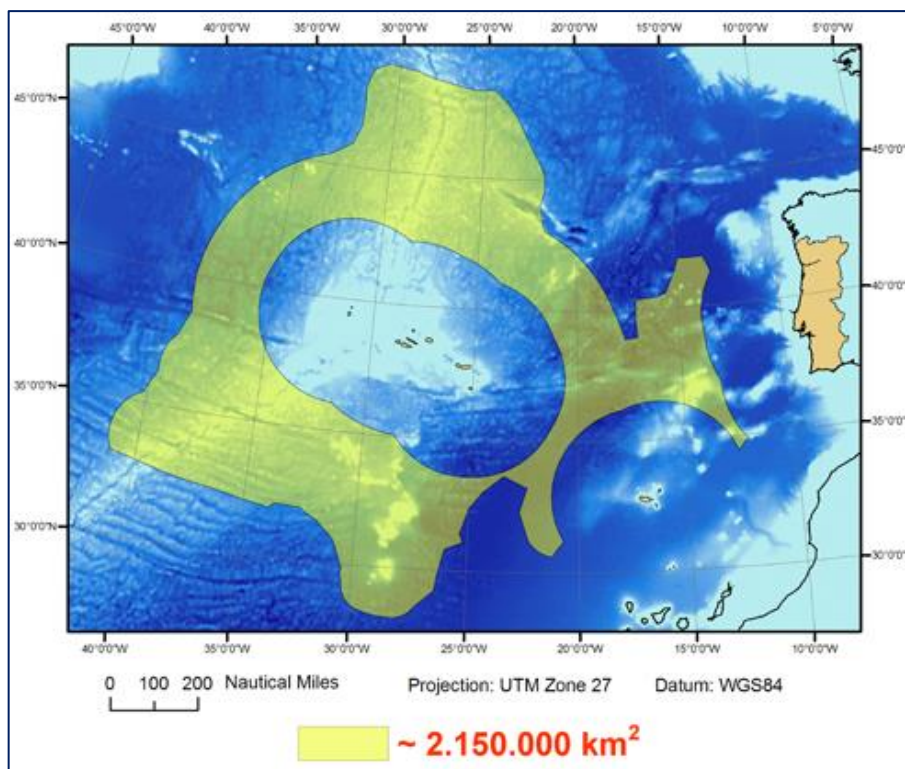 45°0'0"W 40°0'0"W 35°0'0"W 30°0'0"W 25°0'0"W 20°0'0"W 15°0'0"W 10°0'0"W 5°0'0"W
45°0'0"N
45°0'0"N
40°0'0"N
40°0'0"N
35°0'0"N
35°0'0"N
30°0'0"N
30°0'0"N
40°0'0"W 35°0'0"W 30°0'0"W 25°0'0"W 20°0'0"W 15°0'0"W 10°0'0"W
0 100 200 Nautical Miles Projection: UTM Zone 27 Datum: WGS84
~ 2.150.000 km²